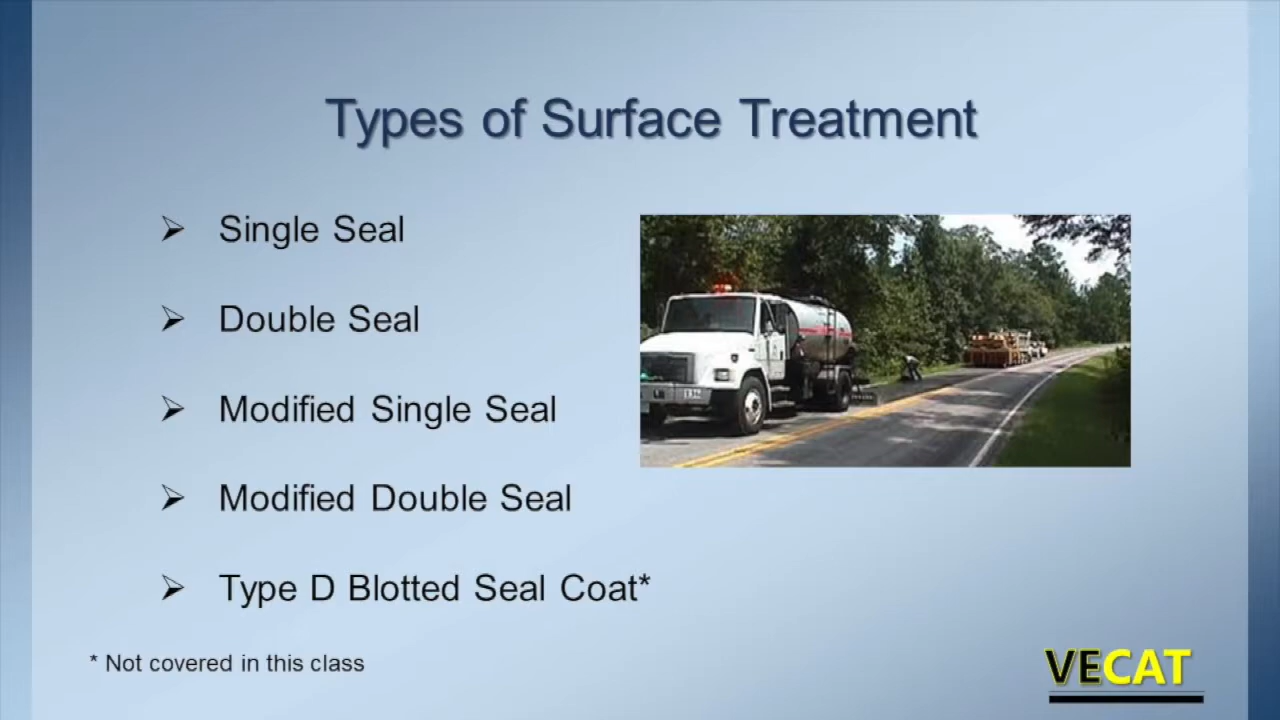 Types of Surface Treatment
Single Seal
Double Seal
Modified Single Seal
Modified Double Seal
Type D Blotted Seal Coat*
* Not covered in this class
VECAT